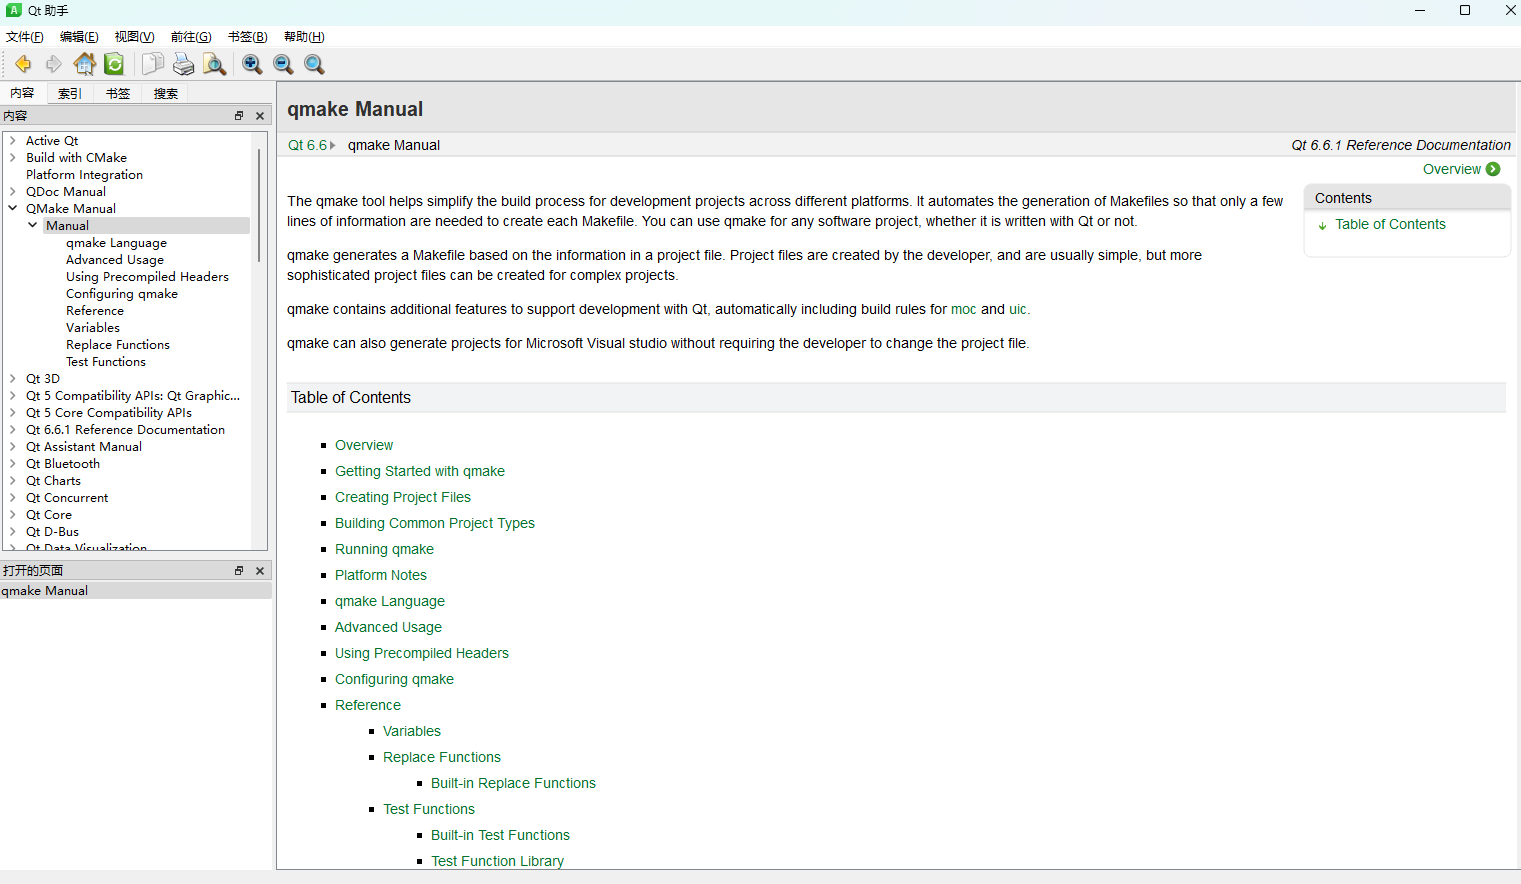 Qt 助手
文件(F) 编辑(E) 视图(V) 前往(G) 书签(B) 帮助(H)
内容 索引 书签 搜索
内容
Active Qt
Build with CMake
Platform Integration
QDoc Manual
QMake Manual
Manual
qmake Language
Advanced Usage
Using Precompiled Headers
Configuring qmake
Reference
Variables
Replace Functions
Test Functions
Qt 3D
Qt 5 Compatibility APIs: Qt Graphic...
Qt 5 Core Compatibility APIs
Qt 6.6.1 Reference Documentation
Qt Assistant Manual
Qt Bluetooth
Qt Charts
Qt Concurrent
Qt Core
Qt D-Bus
Qt Data Visualization
打开的页面
qmake Manual
qmake Manual
Qt 6.6 qmake Manual
Qt 6.6.1 Reference Documentation
Overview
Contents
Table of Contents
The qmake tool helps simplify the build process for development projects across different platforms. It automates the generation of Makefiles so that only a few
lines of information are needed to create each Makefile. You can use qmake for any software project, whether it is written with Qt or not.
qmake generates a Makefile based on the information in a project file. Project files are created by the developer, and are usually simple, but more
sophisticated project files can be created for complex projects.
qmake contains additional features to support development with Qt, automatically including build rules for moc and uic.
qmake can also generate projects for Microsoft Visual studio without requiring the developer to change the project file.
Table of Contents
Overview
Getting Started with qmake
Creating Project Files
Building Common Project Types
Running qmake
Platform Notes
qmake Language
Advanced Usage
Using Precompiled Headers
Configuring qmake
Reference
Variables
Replace Functions
Built-in Replace Functions
Test Functions
Built-in Test Functions
Test Function Library